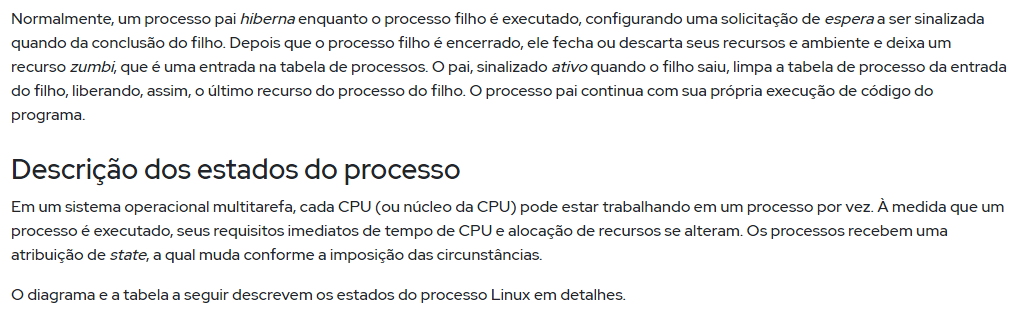 Normalmente, um processo pai hiberna enquanto o processo filho é executado, configurando uma solicitação de espera a ser sinalizada
quando da conclusão do filho. Depois que o processo filho é encerrado, ele fecha ou descarta seus recursos e ambiente e deixa um
recurso zumbi, que é uma entrada na tabela de processos. O pai, sinalizado ativo quando o filho saiu, limpa a tabela de processo da entrada
do filho, liberando, assim, o último recurso do processo do filho. O processo pai continua com sua própria execução de código do
programa.
Descrição dos estados do processo
Em um sistema operacional multitarefa, cada CPU (ou núcleo da CPU) pode estar trabalhando em um processo por vez. À medida que um
processo é executado, seus requisitos imediatos de tempo de CPU e alocação de recursos se alteram. Os processos recebem uma
atribuição de state, a qual muda conforme a imposição das circunstâncias.
O diagrama e a tabela a seguir descrevem os estados do processo Linux em detalhes.